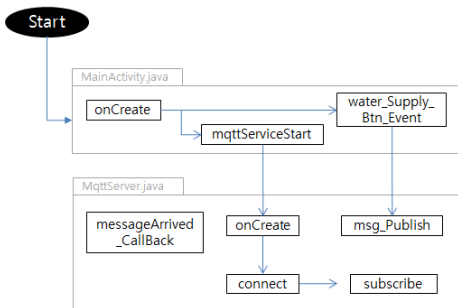 Start
MainActivity.java
onCreate
water_Supply_
Btn_Event
mqttServiceStart
MqttServer.java
messageArrived
_CallBack
onCreate
msg_Publish
connect
subscribe